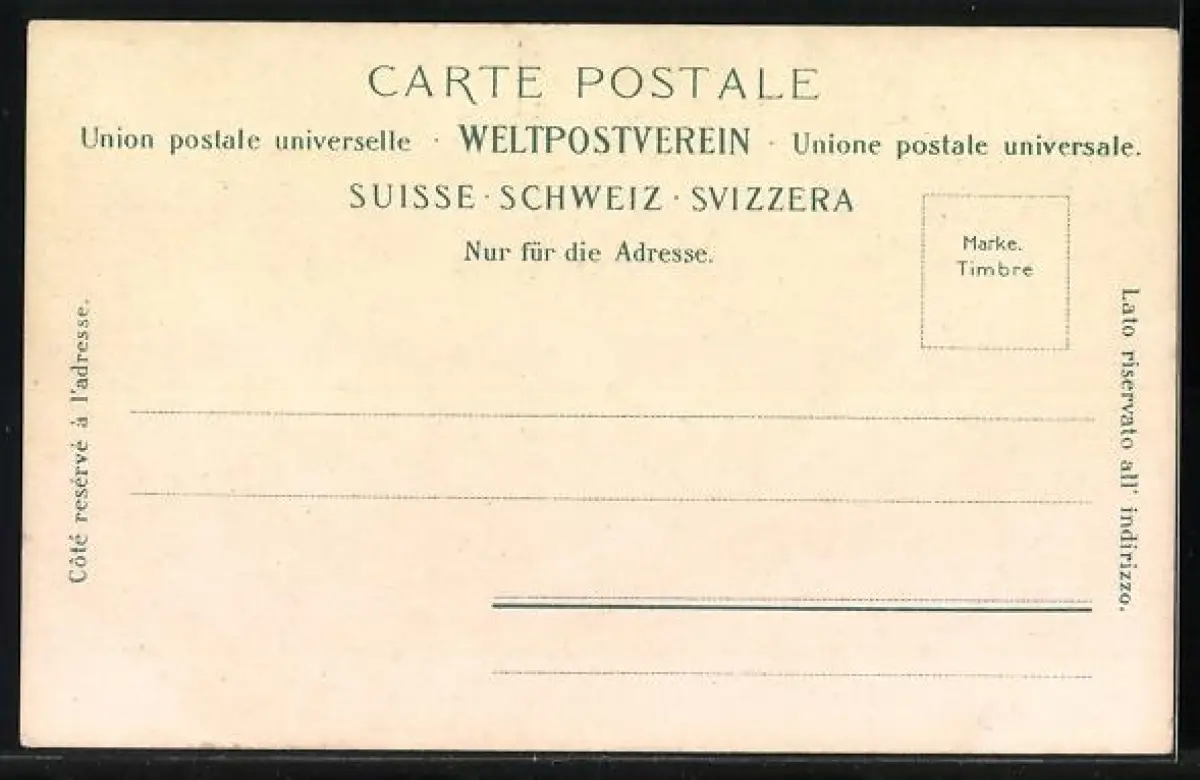 CARTE POSTALE
Union postale universelle · WELTPOSTVEREIN · Unione postale universale.
SUISSE · SCHWEIZ · SVIZZERA
Nur für die Adresse.
Marke.
Timbre
Côté resérvé à l'adresse.
Lato riservato all' indirizzo.